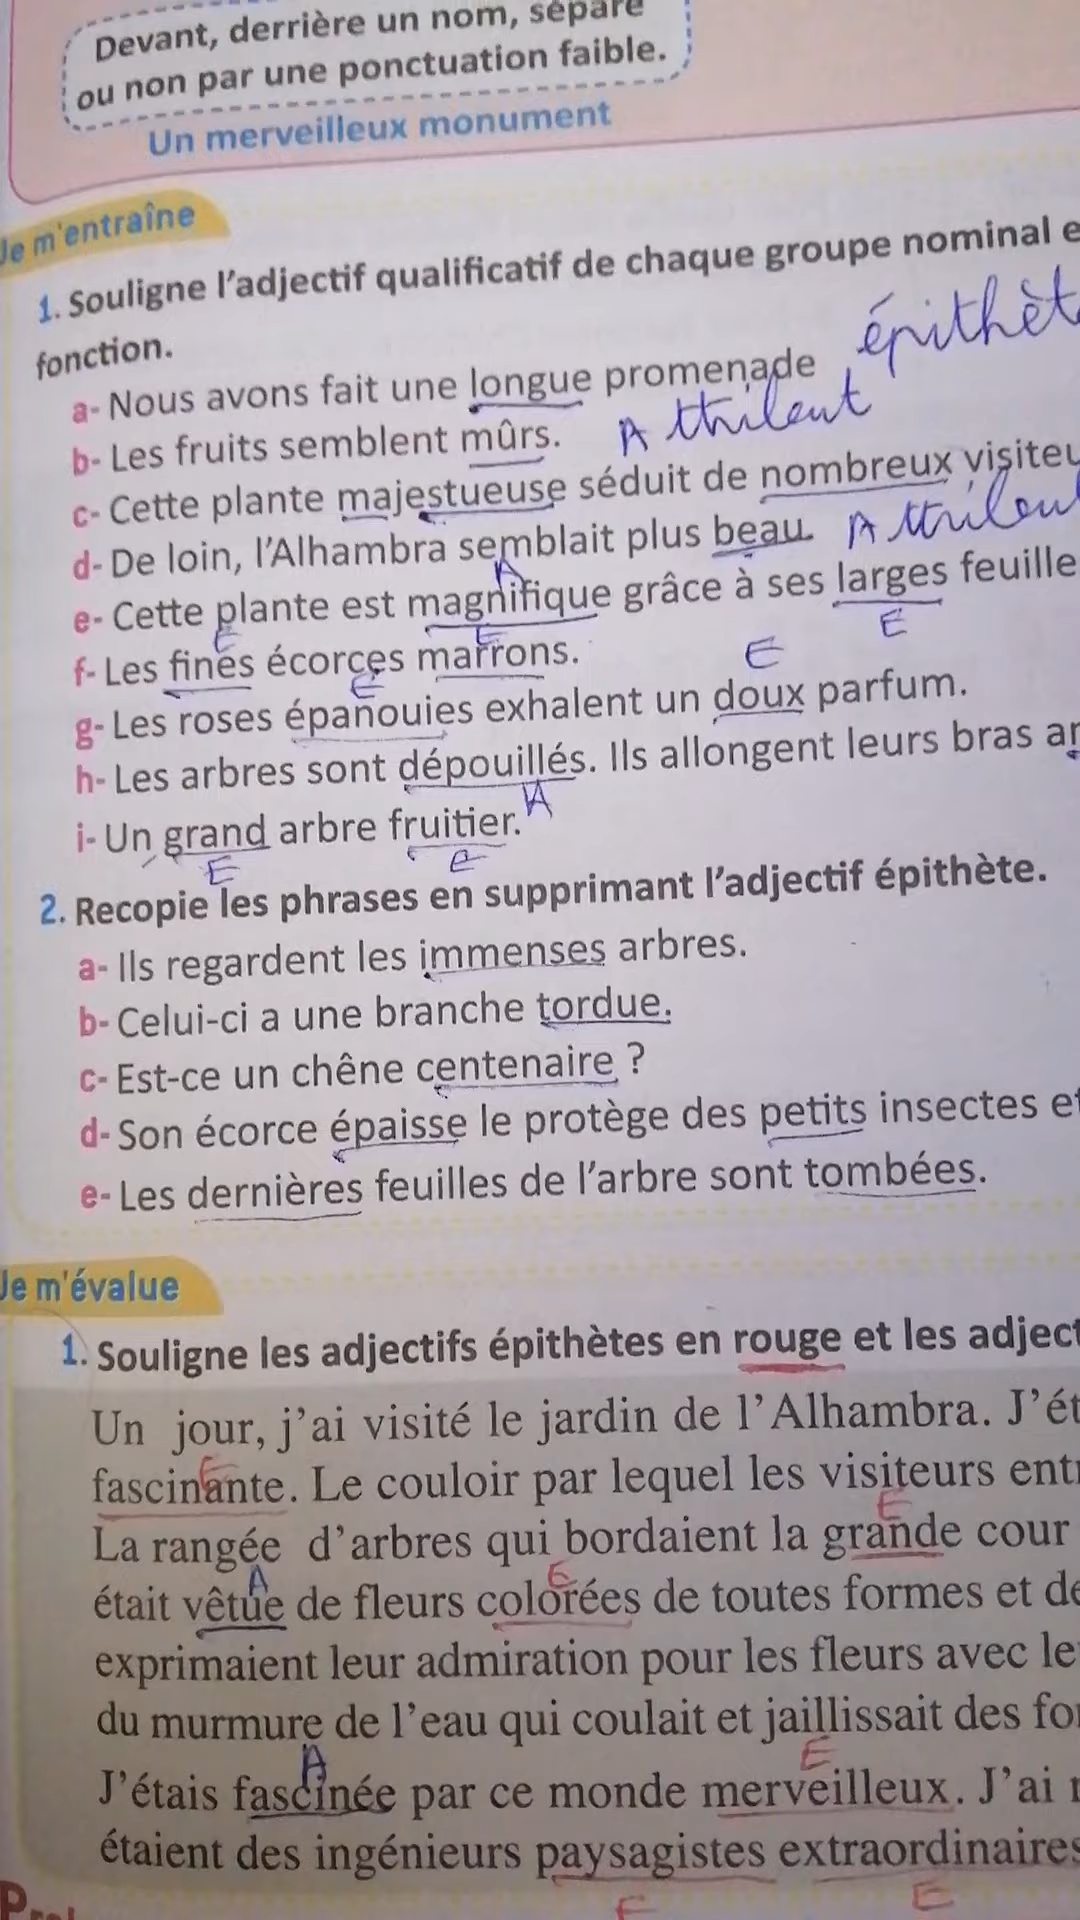 Devant, derrière un nom, séparé
ou non par une ponctuation faible.
Un merveilleux monument
Je m'entraîne
1. Souligne l'adjectif qualificatif de chaque groupe nominal e
fonction.
épithèt
a- Nous avons fait une longue promenade
b- Les fruits semblent mûrs. Attribut
c- Cette plante majestueuse séduit de nombreux visiteu
d- De loin, l'Alhambra semblait plus beau. Attribut
A
e- Cette plante est magnifique grâce à ses larges feuille
E E E
f- Les fines écorces marrons.
E E
g- Les roses épanouies exhalent un doux parfum.
h- Les arbres sont dépouillés. Ils allongent leurs bras
A
i- Un grand arbre fruitier.
E e
2. Recopie les phrases en supprimant l'adjectif épithète.
a- Ils regardent les immenses arbres.
b- Celui-ci a une branche tordue.
c- Est-ce un chêne centenaire ?
d- Son écorce épaisse le protège des petits insectes et
e- Les dernières feuilles de l'arbre sont tombées.
Je m'évalue
1. Souligne les adjectifs épithètes en rouge et les adject
Un jour, j'ai visité le jardin de l'Alhambra. J'ét
E
fascinante. Le couloir par lequel les visiteurs ent
E
La rangée d'arbres qui bordaient la grande cour
A E
était vêtue de fleurs colorées de toutes formes et de
exprimaient leur admiration pour les fleurs avec le
du murmure de l'eau qui coulait et jaillissait des fo
A E
J'étais fascinée par ce monde merveilleux. J'ai
étaient des ingénieurs paysagistes extraordinaires
E E